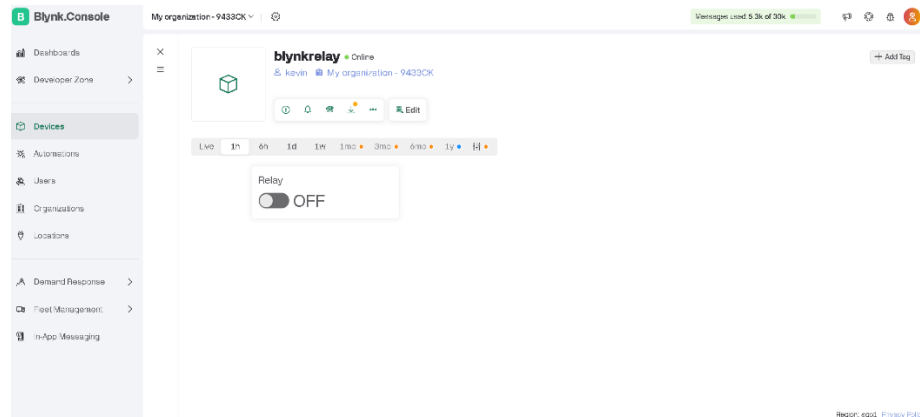 B Blynk.Console
My organization - 9433CK
Messages used: 5.3k of 30k
Dashboards
Developer Zone
Devices
Automations
Users
Organizations
Locations
Demand Response
Fleet Management
In-App Messaging
blynkrelay Online
kevin My organization - 9433CK
Add Tag
Edit
Live 1h 6h 1d 1w 1mo 3mo 6mo 1y
Relay
OFF
Region: sgp1 Privacy Policy